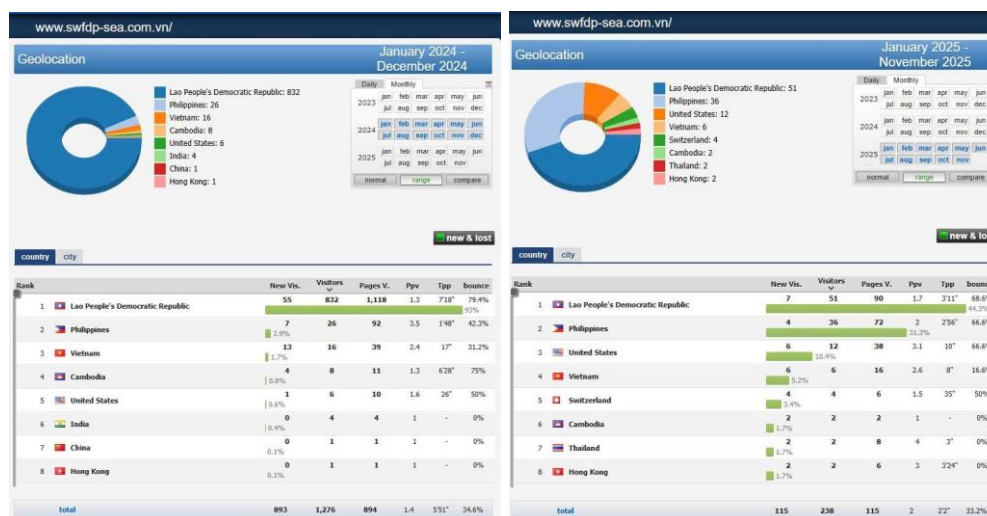 www.swfdp-sea.com.vn/
Geolocation
January 2024 -
December 2024
Lao People's Democratic Republic: 832
Philippines: 26
Vietnam: 16
Cambodia: 8
United States: 6
India: 4
China: 1
Hong Kong: 1
Daily Monthly
2023 jan feb mar apr may jun
jul aug sep oct nov dec
2024 jan feb mar apr may jun
jul aug sep oct nov dec
2025 jan feb mar apr may jun
jul aug sep oct nov
normal range compare
new & lost
country city
Rank New Vis. Visitors Pages V. Ppv Tpp bounce
1 Lao People's Democratic Republic 55 832 1,118 1.3 7'18" 79.4%
93%
2 Philippines 7 26 92 3.5 1'48" 42.3%
2.9%
3 Vietnam 13 16 39 2.4 17" 31.2%
1.7%
4 Cambodia 4 8 11 1.3 6'28" 75%
0.8%
5 United States 1 6 10 1.6 26" 50%
0.6%
6 India 0 4 4 1 - 0%
0.4%
7 China 0 1 1 1 - 0%
0.1%
8 Hong Kong 0 1 1 1 - 0%
0.1%
total 893 1,276 894 1.4 5'51" 34.6%
www.swfdp-sea.com.vn/
Geolocation
January 2025 -
November 2025
Lao People's Democratic Republic: 51
Philippines: 36
United States: 12
Vietnam: 6
Switzerland: 4
Cambodia: 2
Thailand: 2
Hong Kong: 2
Daily Monthly
2023 jan feb mar apr may jun
jul aug sep oct nov dec
2024 jan feb mar apr may jun
jul aug sep oct nov dec
2025 jan feb mar apr may jun
jul aug sep oct nov
normal range compare
new & lo
country city
Rank New Vis. Visitors Pages V. Ppv Tpp boun
1 Lao People's Democratic Republic 7 51 90 1.7 3'11" 68.6
44.3%
2 Philippines 4 36 72 2 2'56" 66.6
31.3%
3 United States 6 12 38 3.1 10" 66.6
10.4%
4 Vietnam 6 6 16 2.6 8" 16.6
5.2%
5 Switzerland 4 4 6 1.5 35" 50%
3.4%
6 Cambodia 2 2 2 1 - 0%
1.7%
7 Thailand 2 2 8 4 3" 0%
1.7%
8 Hong Kong 2 2 6 3 3'24" 0%
1.7%
total 115 238 115 2 2'2" 33.2%